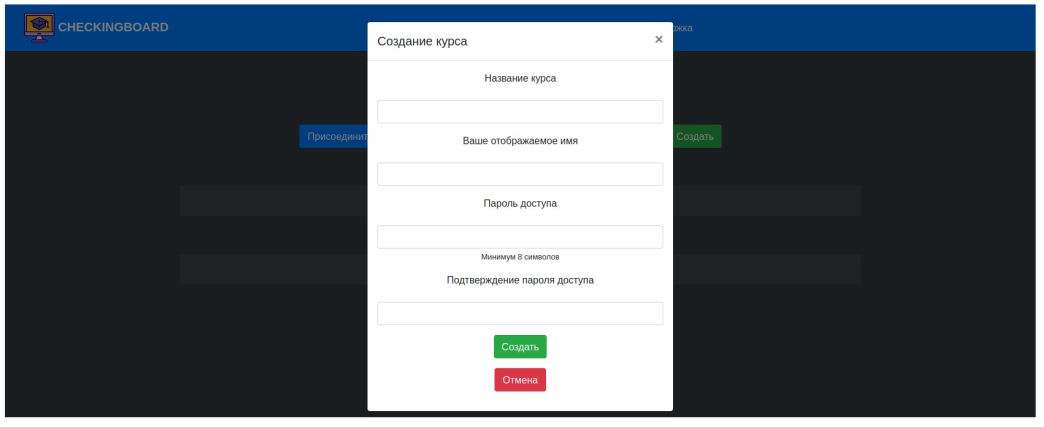 CHECKINGBOARD
Создание курса
×
Название курса
Присоединит
Создать
Ваше отображаемое имя
Пароль доступа
Минимум 8 символов
Подтверждение пароля доступа
Создать
Отмена